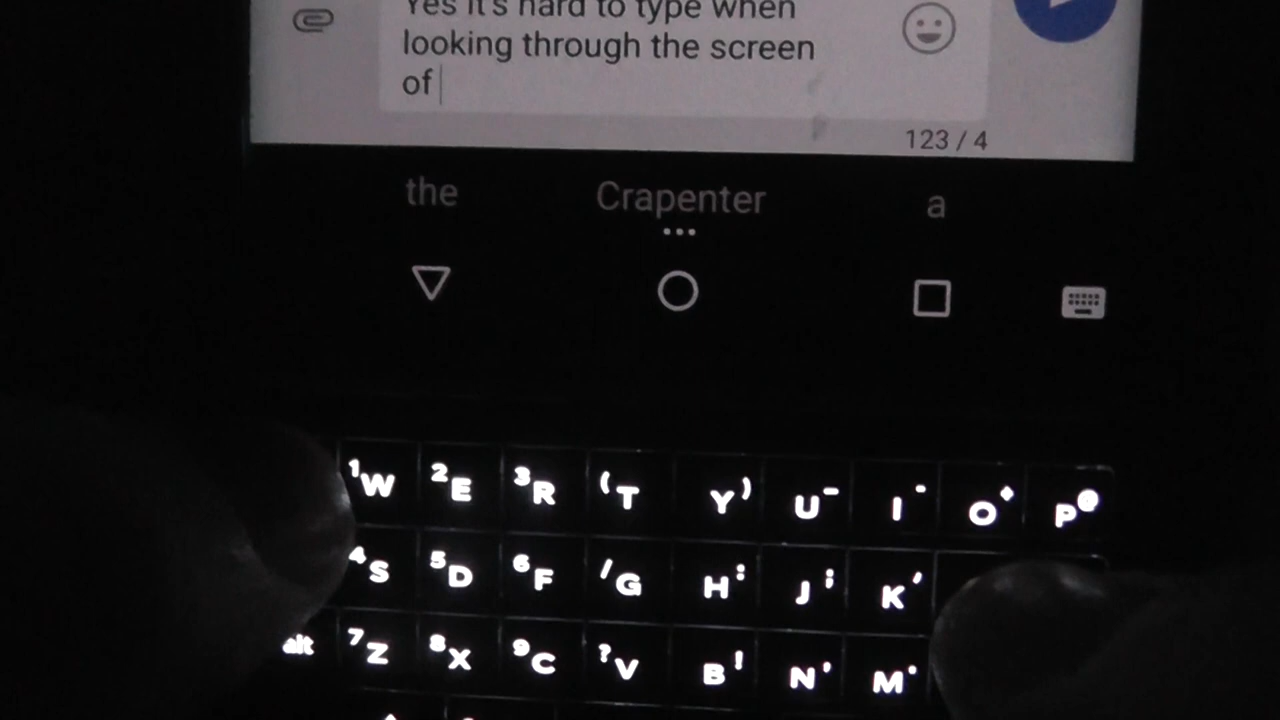 Yes it's hard to type when
looking through the screen
of
123 / 4
the Crapenter a
1W 2E 3R (T Y) U- I O P@
4S 5D 6F /G H: J; K'
alt 7Z 8X 9C ?V B! N, M.